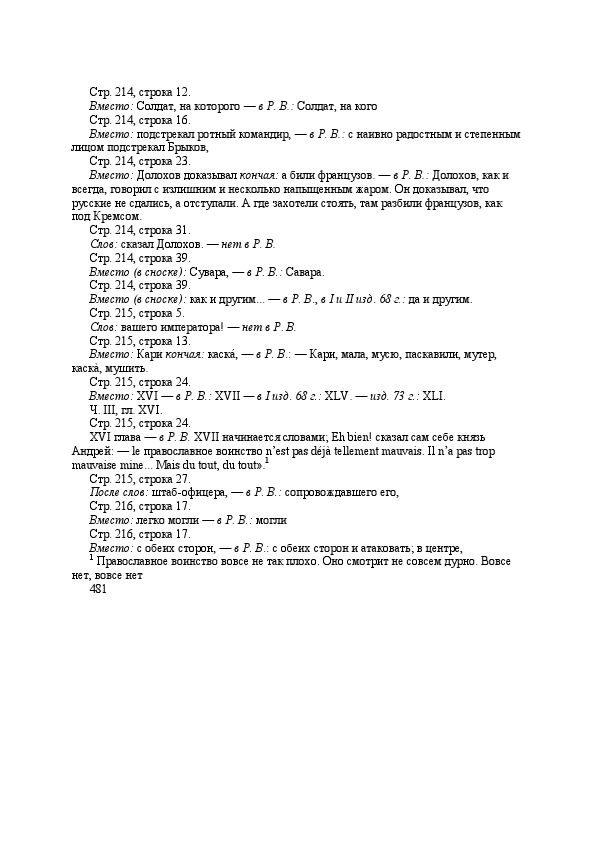 Стр. 214, строка 12.
Вместо: Солдат, на которого — в Р. В.: Солдат, на кого
Стр. 214, строка 16.
Вместо: подстрекал ротный командир, — в Р. В.: с наивно радостным и степенным
лицом подстрекал Брыков,
Стр. 214, строка 23.
Вместо: Долохов доказывал кончая: а били французов. — в Р. В.: Долохов, как и
всегда, говорил с излишним и несколько напыщенным жаром. Он доказывал, что
русские не сдались, а отступали. А где захотели стоять, там разбили французов, как
под Кремсом.
Стр. 214, строка 31.
Слов: сказал Долохов. — нет в Р. В.
Стр. 214, строка 39.
Вместо (в сноске): Сувара, — в Р. В.: Савара.
Стр. 214, строка 39.
Вместо (в сноске): как и другим... — в Р. В., в I и II изд. 68 г.: да и другим.
Стр. 215, строка 5.
Слов: вашего императора! — нет в Р. В.
Стр. 215, строка 13.
Вместо: Кари кончая: каскá, — в Р. В.: — Кари, мала, мусю, паскавили, мутер,
каскà, мушить.
Стр. 215, строка 24.
Вместо: XVI — в Р. В.: XVII — в I изд. 68 г.: XLV. — изд. 73 г.: XLI.
Ч. III, гл. XVI.
Стр. 215, строка 24.
XVI глава — в Р. В. XVII начинается словами; Eh bien! сказал сам себе князь
Андрей: — le православное воинство n’est pas déjà tellement mauvais. Il n’a pas trop
mauvaise mine... Mais du tout, du tout».1
Стр. 215, строка 27.
После слов: штаб-офицера, — в Р. В.: сопровождавшего его,
Стр. 216, строка 17.
Вместо: легко могли — в Р. В.: могли
Стр. 216, строка 17.
Вместо: с обеих сторон, — в Р. В.: с обеих сторон и атаковать; в центре,
1 Православное воинство вовсе не так плохо. Оно смотрит не совсем дурно. Вовсе
нет, вовсе нет
481